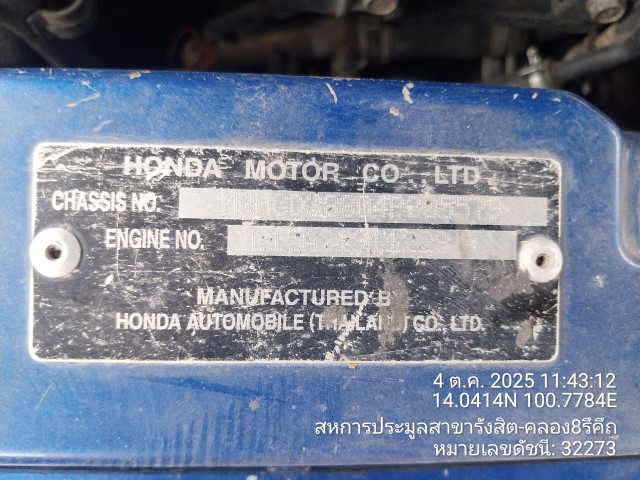 HONDA MOTOR CO., LTD.
CHASSIS NO.
ENGINE NO.
MANUFACTURED BY
HONDA AUTOMOBILE (THAILAND) CO., LTD.
4 ต.ค. 2025 11:43:12
14.0414N 100.7784E
สหการประมูลสาขารังสิต-คลอง8รีคีถ
หมายเลขดัชนี: 32273